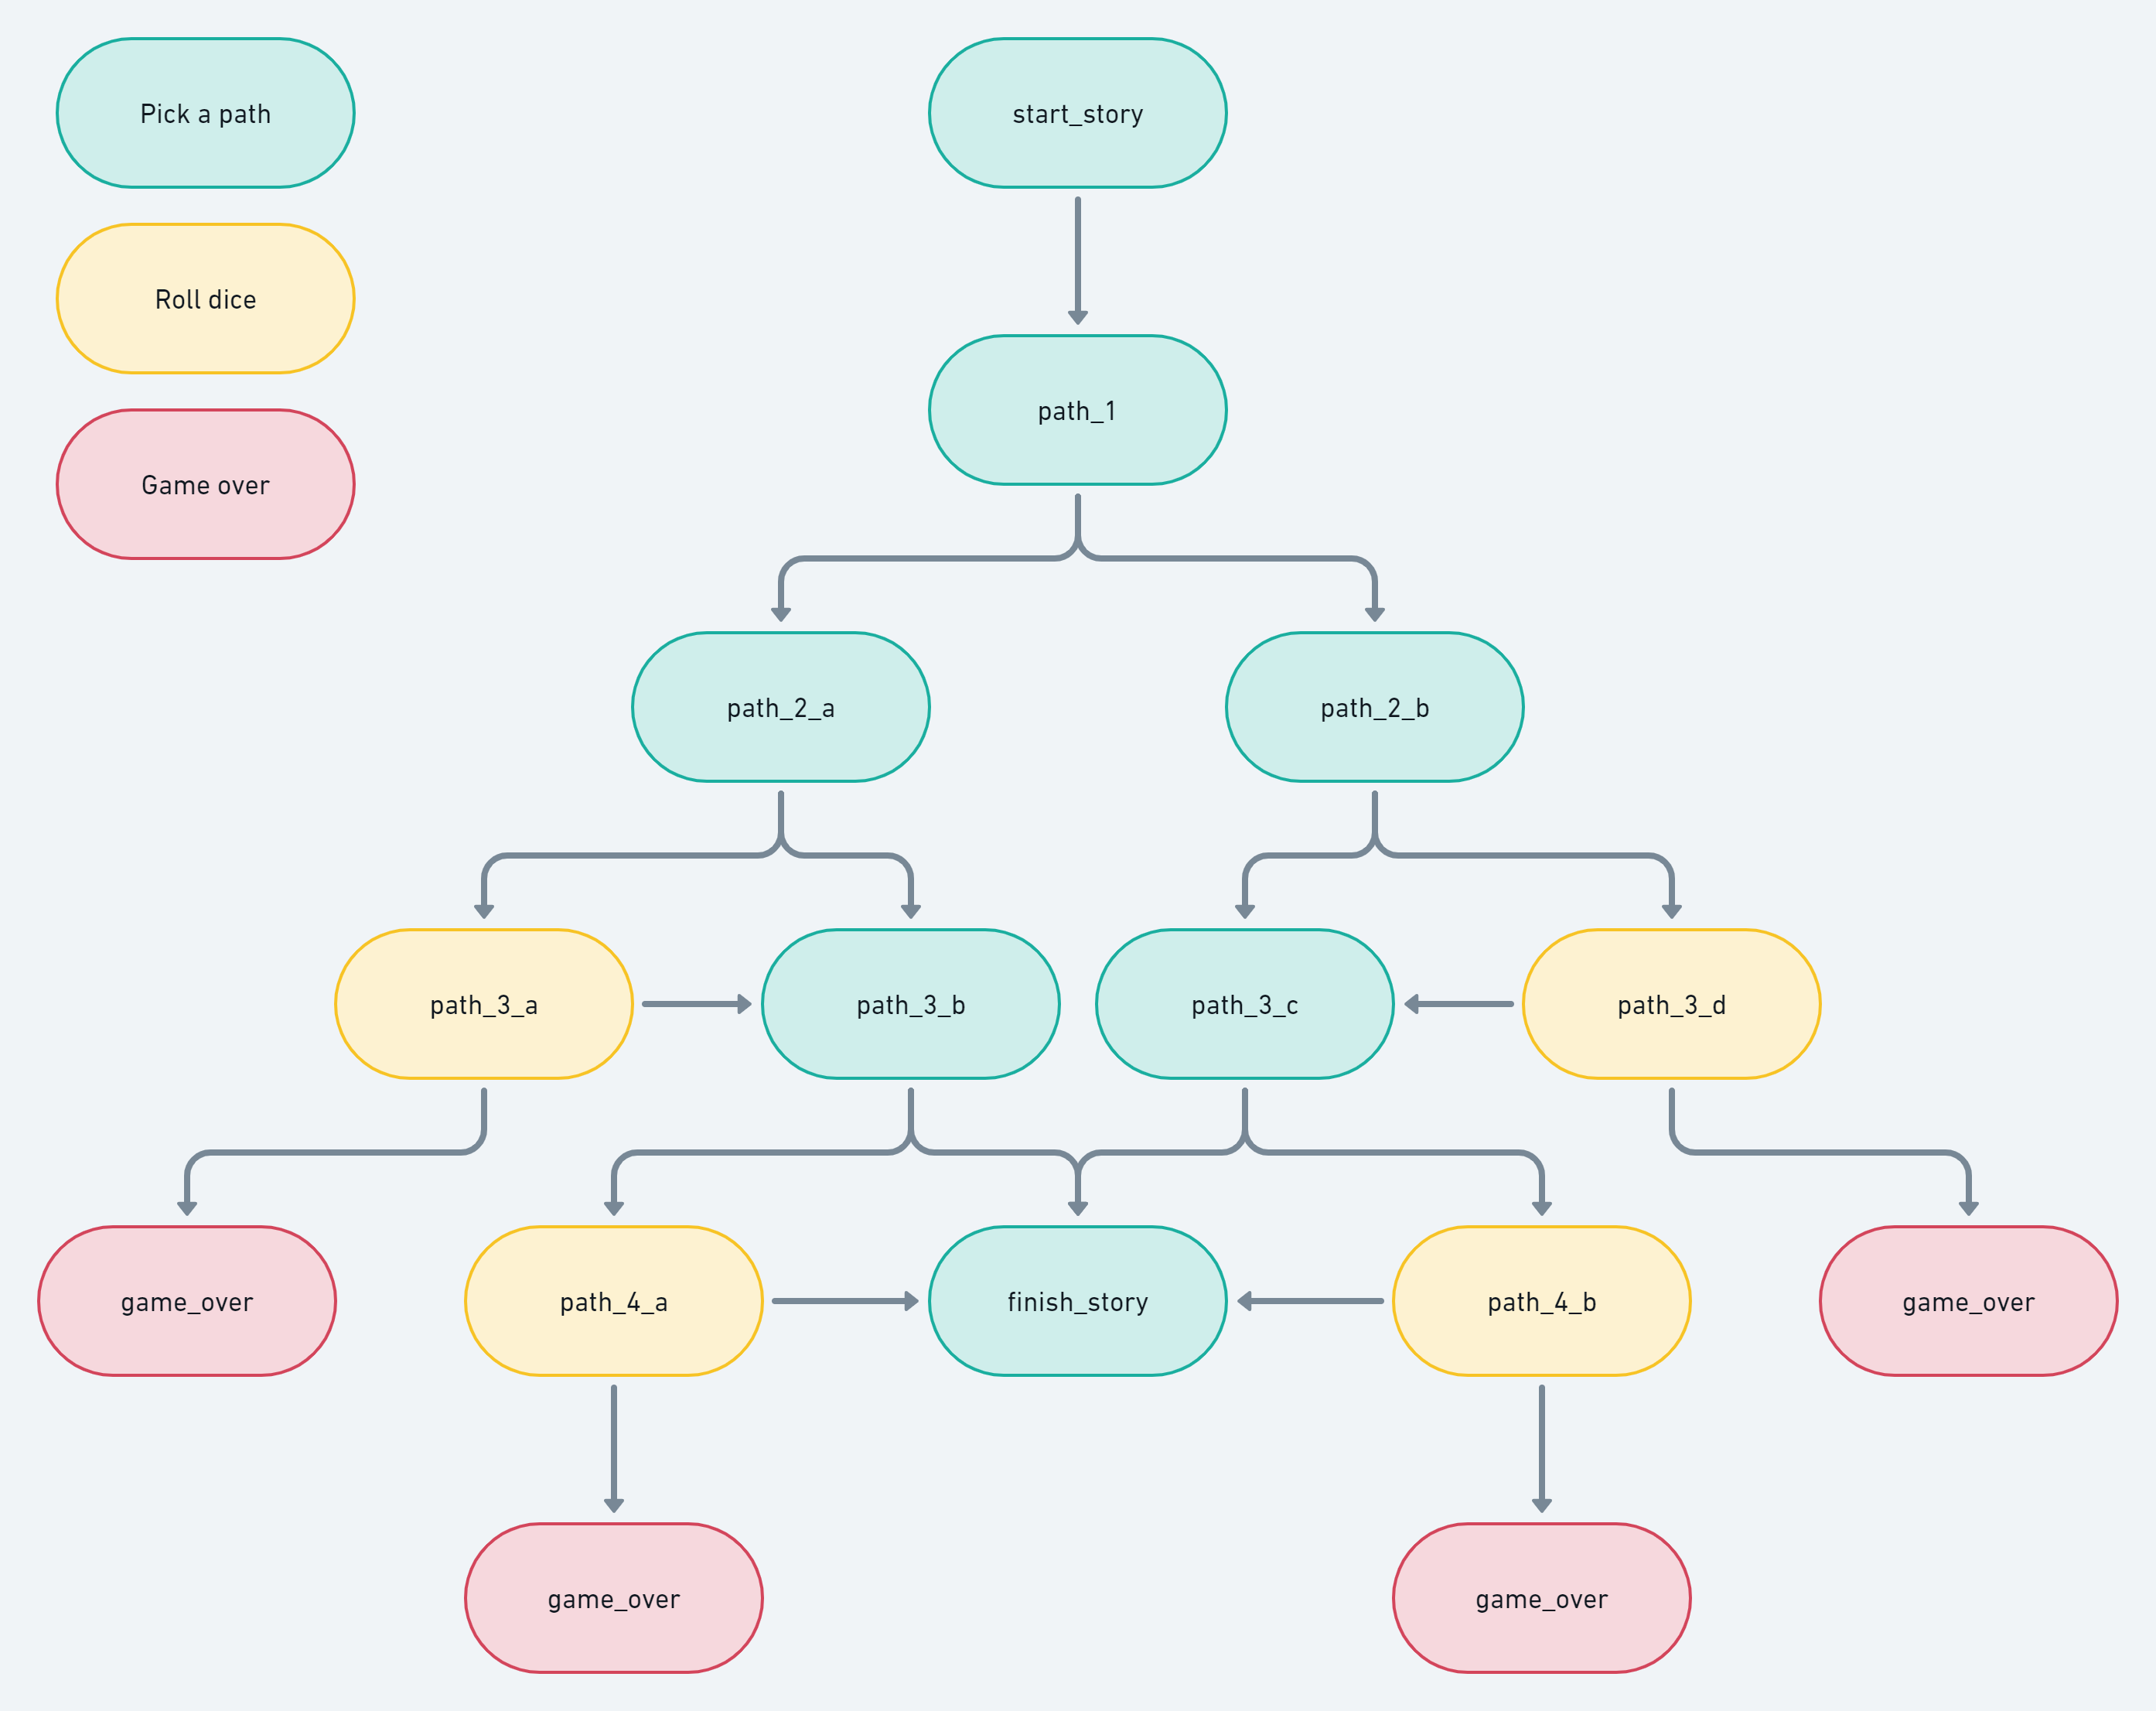 Pick a path
start_story
Roll dice
path_1
Game over
path_2_a
path_2_b
path_3_a
path_3_b
path_3_c
path_3_d
game_over
path_4_a
finish_story
path_4_b
game_over
game_over
game_over